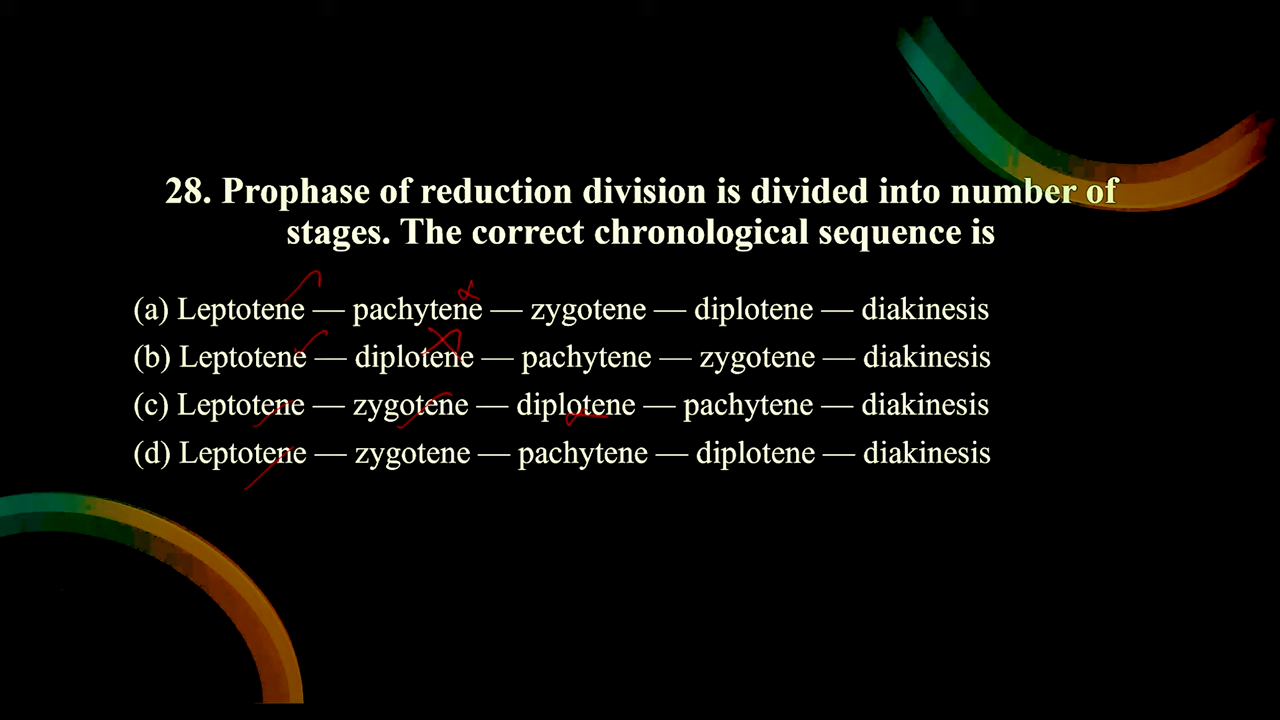 28. Prophase of reduction division is divided into number of
stages. The correct chronological sequence is
(a) Leptotene — pachytene — zygotene — diplotene — diakinesis
(b) Leptotene — diplotene — pachytene — zygotene — diakinesis
(c) Leptotene — zygotene — diplotene — pachytene — diakinesis
(d) Leptotene — zygotene — pachytene — diplotene — diakinesis